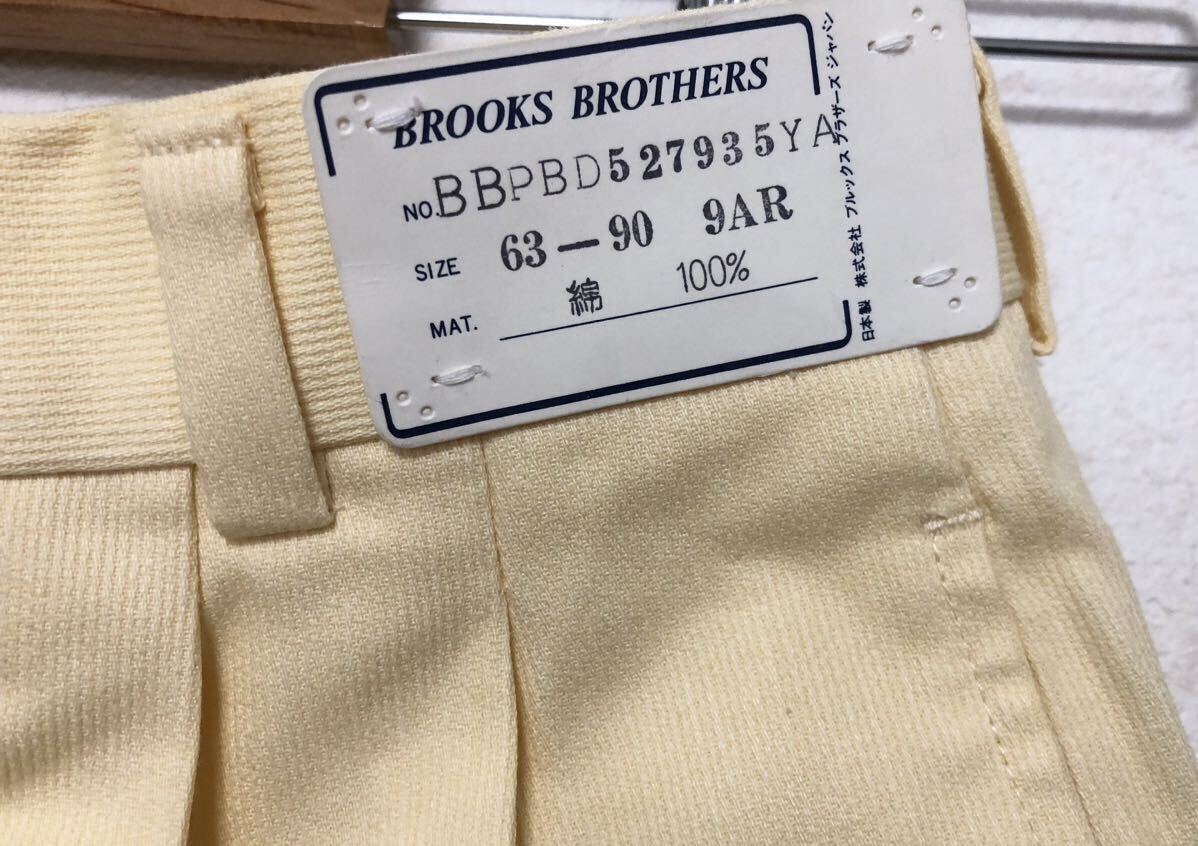 BROOKS BROTHERS
NO. BBPBD527935YA
SIZE 63-90 9AR
MAT. 綿 100%
日本製 株式会社 ブルックス ブラザーズ ジャパン